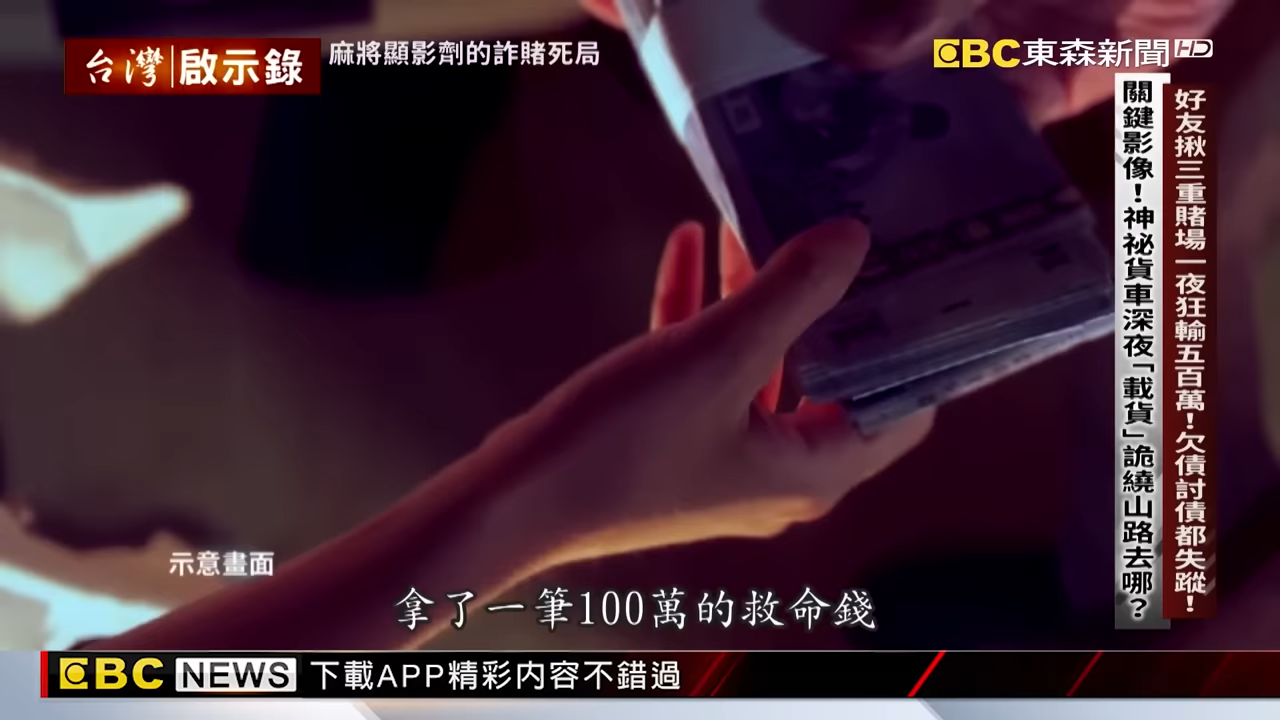 台灣啟示錄
麻將顯影劑的詐賭死局
EBC東森新聞HD
好友揪三重賭場一夜狂輸五百萬！欠債討債都失蹤！
關鍵影像！神祕貨車深夜「載貨」詭繞山路去哪？
示意畫面
拿了一筆100萬的救命錢
EBC NEWS 下載APP精彩内容不錯過